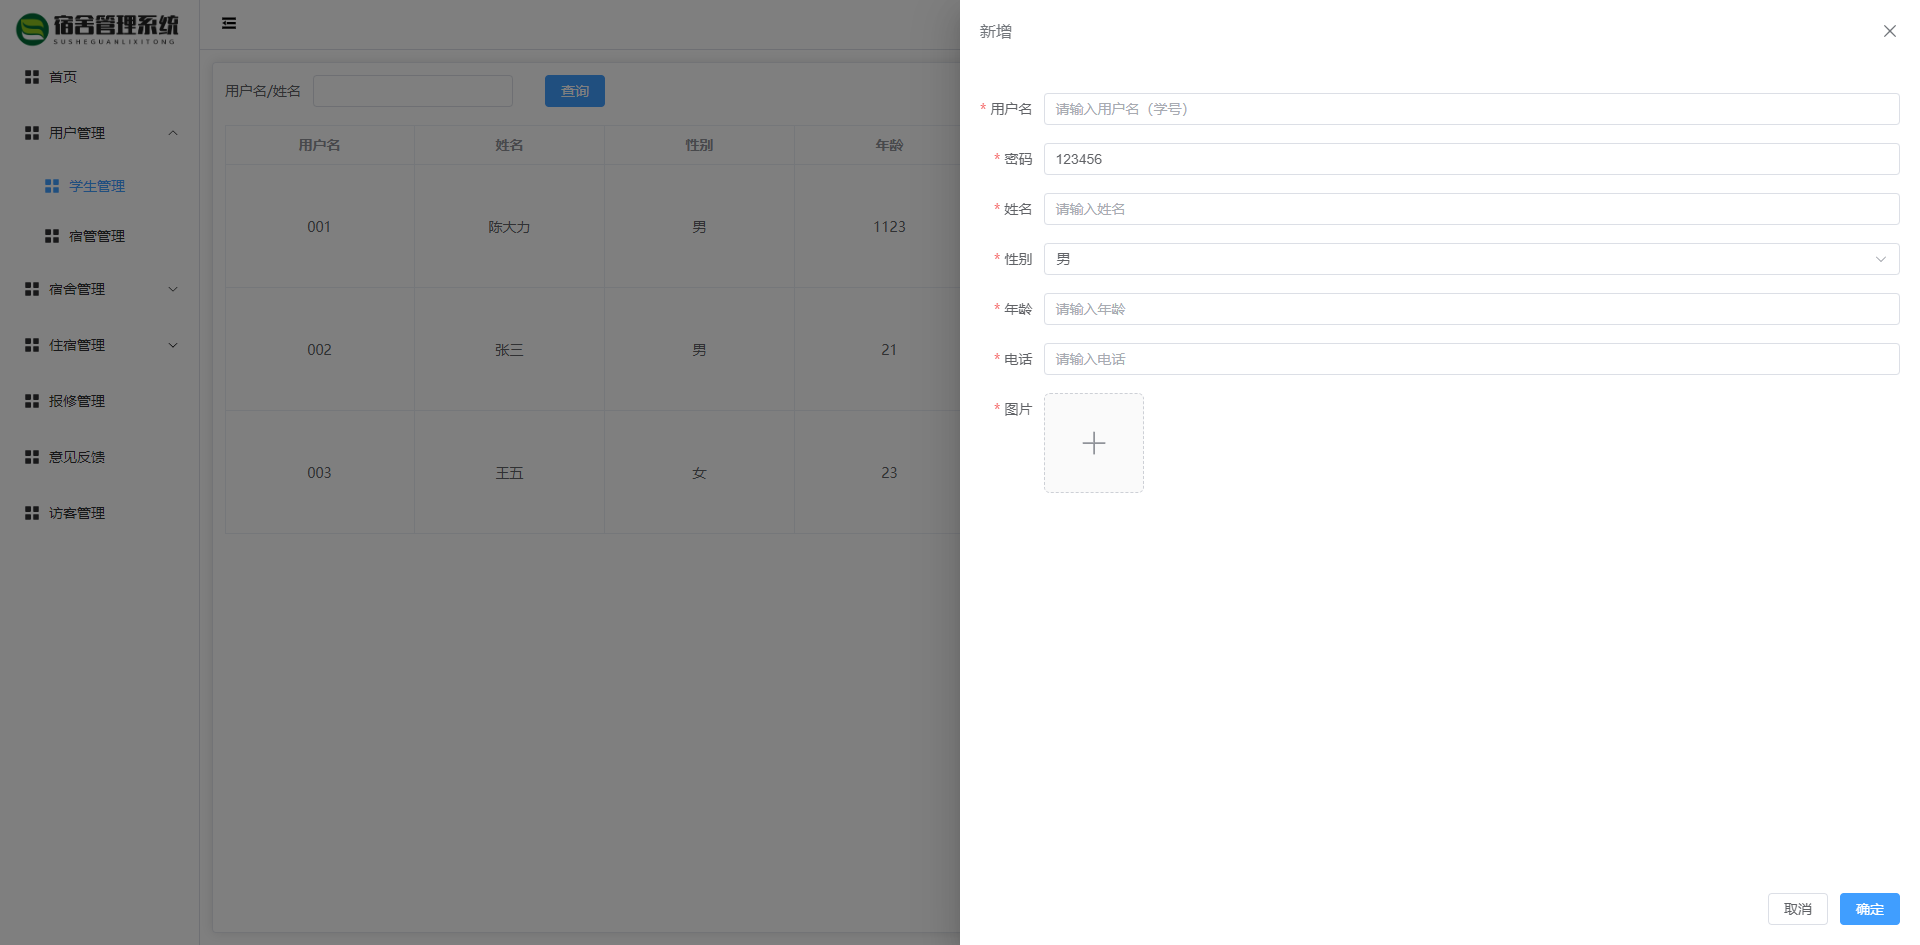 宿舍管理系统
SUSHEGUANLIXITONG
首页
用户管理
学生管理
宿管管理
宿舍管理
住宿管理
报修管理
意见反馈
访客管理
用户名/姓名 查询
用户名 姓名 性别 年龄
001 陈大力 男 1123
002 张三 男 21
003 王五 女 23
新增
* 用户名 请输入用户名（学号）
* 密码 123456
* 姓名 请输入姓名
* 性别 男
* 年龄 请输入年龄
* 电话 请输入电话
* 图片
取消 确定